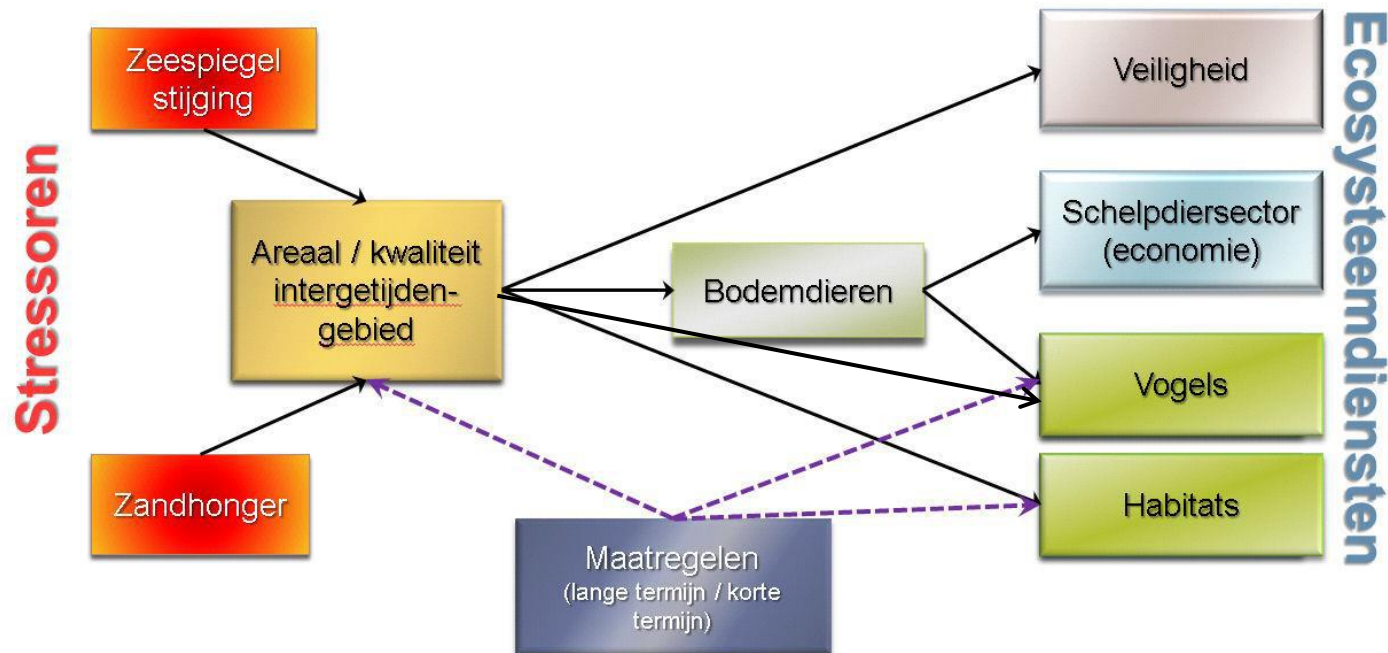 Stressoren
Zeespiegel
stijging
Areaal / kwaliteit
intergetijden-
gebied
Zandhonger
Bodemdieren
Maatregelen
(lange termijn / korte
termijn)
Veiligheid
Schelpdiersector
(economie)
Vogels
Habitats
Ecosysteemdiensten